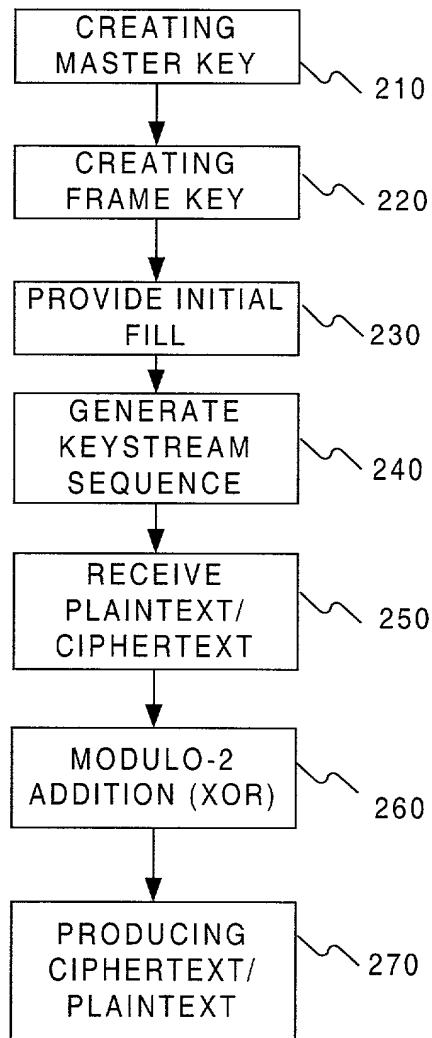 CREATING
MASTER KEY
210
CREATING
FRAME KEY
220
PROVIDE INITIAL
FILL
230
GENERATE
KEYSTREAM
SEQUENCE
240
RECEIVE
PLAINTEXT/
CIPHERTEXT
250
MODULO-2
ADDITION (XOR)
260
PRODUCING
CIPHERTEXT/
PLAINTEXT
270